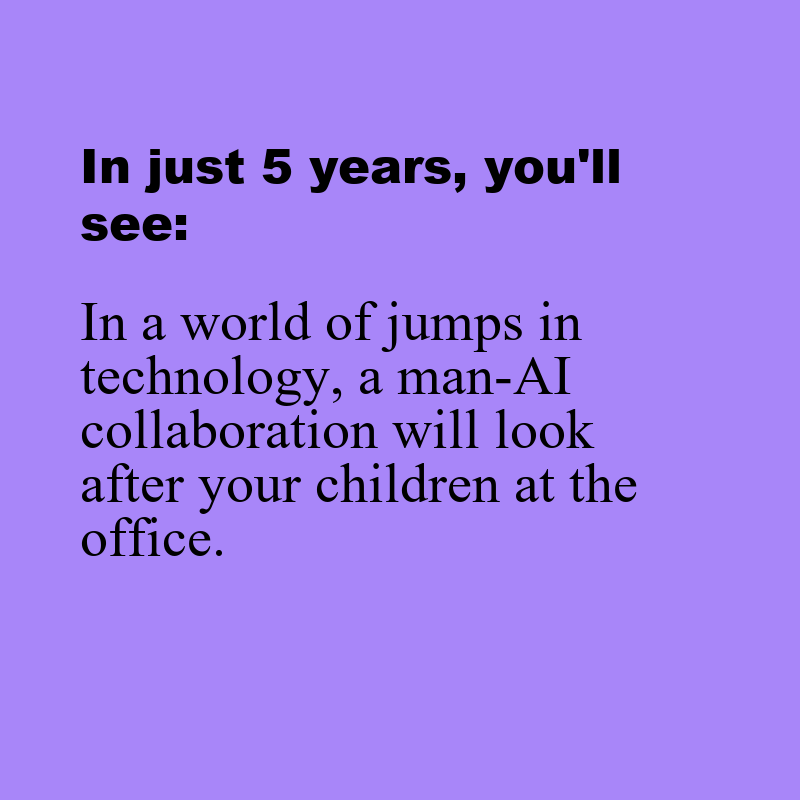 In just 5 years, you'll
see:
In a world of jumps in
technology, a man-AI
collaboration will look
after your children at the
office.